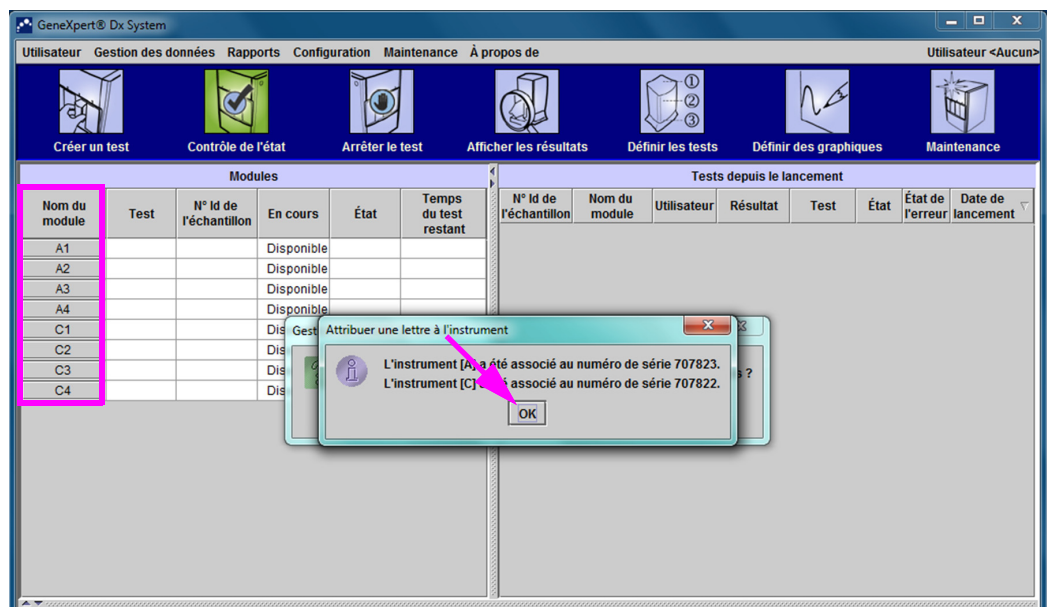 GeneXpert® Dx System
Utilisateur Gestion des données Rapports Configuration Maintenance À propos de Utilisateur <Aucun>
Créer un test Contrôle de l'état Arrêter le test Afficher les résultats Définir les tests Définir des graphiques Maintenance
① 
②
③
Modules
Nom du module Test N° Id de l'échantillon En cours État Temps du test restant
A1 Disponible
A2 Disponible
A3 Disponible
A4 Disponible
C1 Dis
C2 Dis
C3 Dis
C4 Dis
Tests depuis le lancement
N° Id de l'échantillon Nom du module Utilisateur Résultat Test État État de l'erreur Date de lancement
Gest
s ?
Attribuer une lettre à l'instrument
L'instrument [A] a été associé au numéro de série 707823.
L'instrument [C] a été associé au numéro de série 707822.
OK